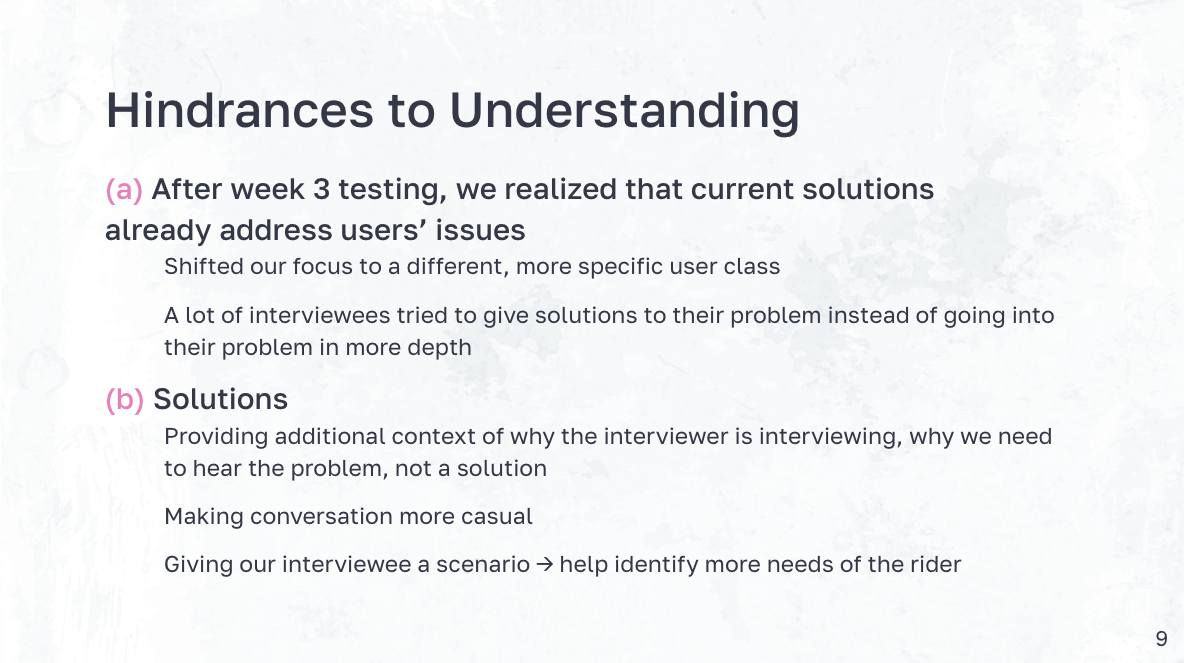 Hindrances to Understanding
(a) After week 3 testing, we realized that current solutions
already address users’ issues
Shifted our focus to a different, more specific user class
A lot of interviewees tried to give solutions to their problem instead of going into
their problem in more depth
(b) Solutions
Providing additional context of why the interviewer is interviewing, why we need
to hear the problem, not a solution
Making conversation more casual
Giving our interviewee a scenario → help identify more needs of the rider
9